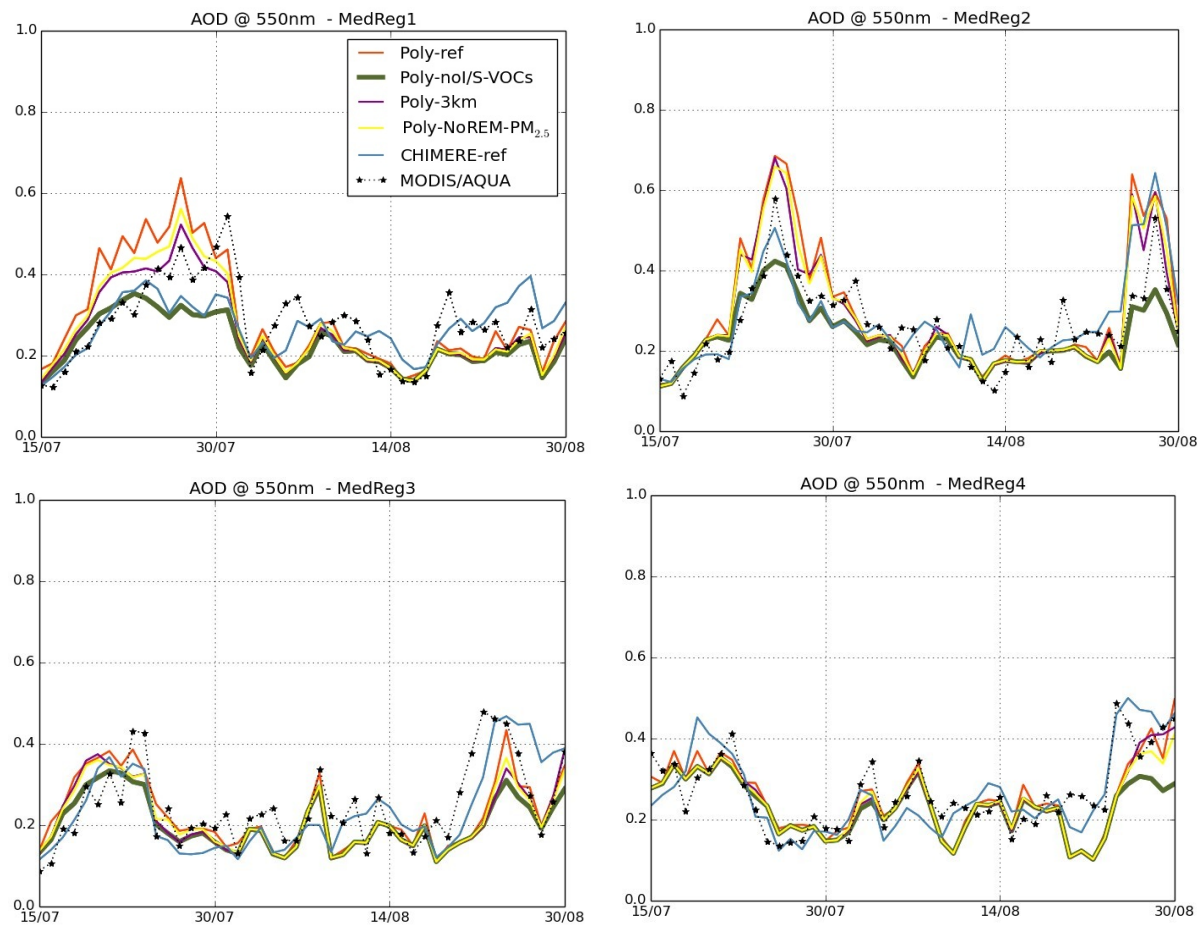 AOD @ 550nm - MedReg1
1.0
0.8
0.6
0.4
0.2
0.0
15/07 30/07 14/08 30/08
Poly-ref
Poly-noI/S-VOCs
Poly-3km
Poly-NoREM-PM2.5
CHIMERE-ref
MODIS/AQUA
AOD @ 550nm - MedReg2
1.0
0.8
0.6
0.4
0.2
0.0
15/07 30/07 14/08 30/08
AOD @ 550nm - MedReg3
1.0
0.8
0.6
0.4
0.2
0.0
15/07 30/07 14/08 30/08
AOD @ 550nm - MedReg4
1.0
0.8
0.6
0.4
0.2
0.0
15/07 30/07 14/08 30/08